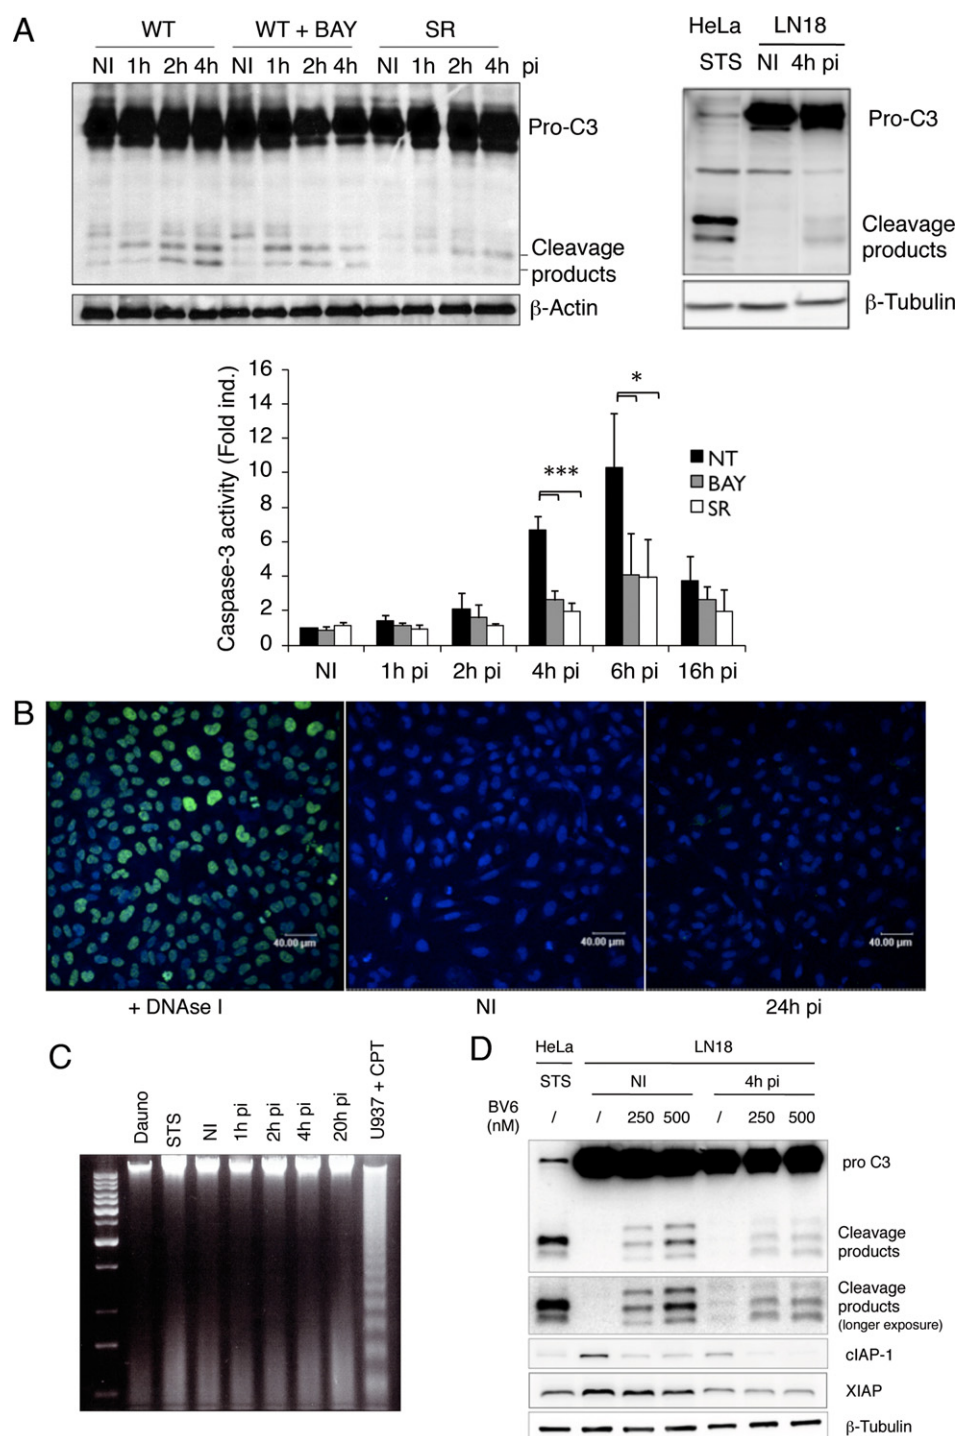 A
WT WT + BAY SR
NI 1h 2h 4h NI 1h 2h 4h NI 1h 2h 4h pi
Pro-C3
Cleavage
products
β-Actin
HeLa LN18
STS NI 4h pi
Pro-C3
Cleavage
products
β-Tubulin
Caspase-3 activity (Fold ind.)
16
14
12
10
8
6
4
2
0
*
***
NT
BAY
SR
NI 1h pi 2h pi 4h pi 6h pi 16h pi
B
40.00 µm 40.00 µm 40.00 µm
+ DNAse I NI 24h pi
C
Dauno STS NI 1h pi 2h pi 4h pi 20h pi U937 + CPT
D
HeLa LN18
STS NI 4h pi
BV6
(nM)
/ / 250 500 / 250 500
pro C3
Cleavage
products
Cleavage
products
(longer exposure)
cIAP-1
XIAP
β-Tubulin